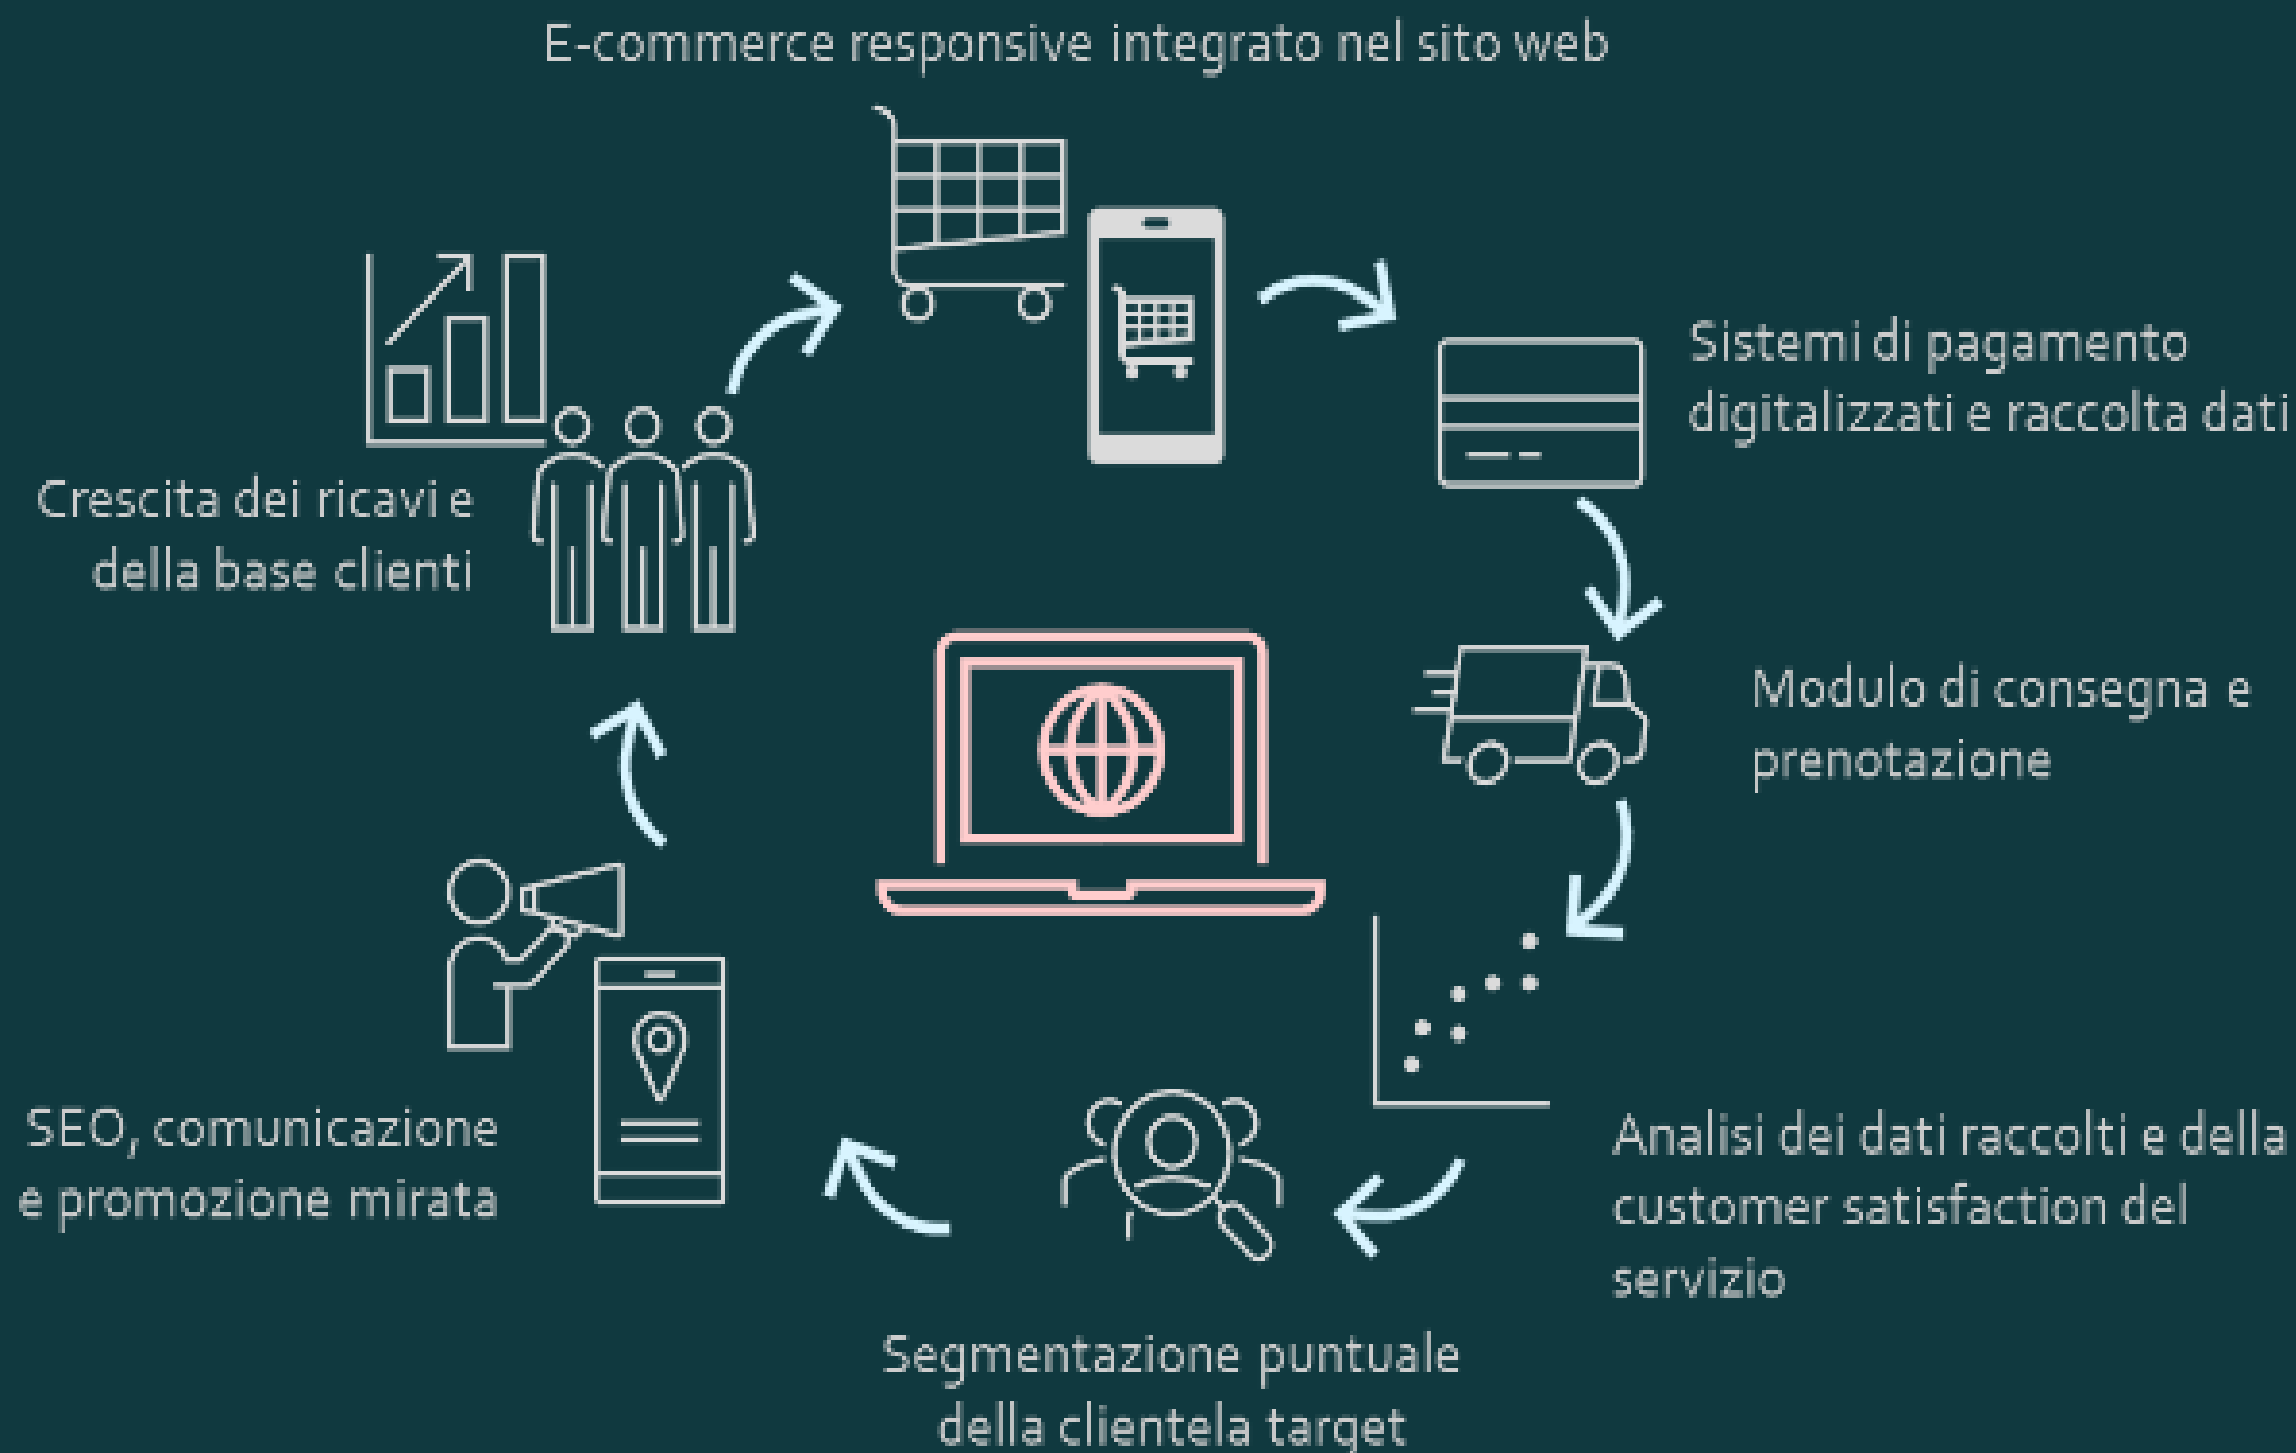 E-commerce responsive integrato nel sito web
Sistemi di pagamento
digitalizzati e raccolta dati
Modulo di consegna e
prenotazione
Analisi dei dati raccolti e della
customer satisfaction del
servizio
Segmentazione puntuale
della clientela target
SEO, comunicazione
e promozione mirata
Crescita dei ricavi e
della base clienti